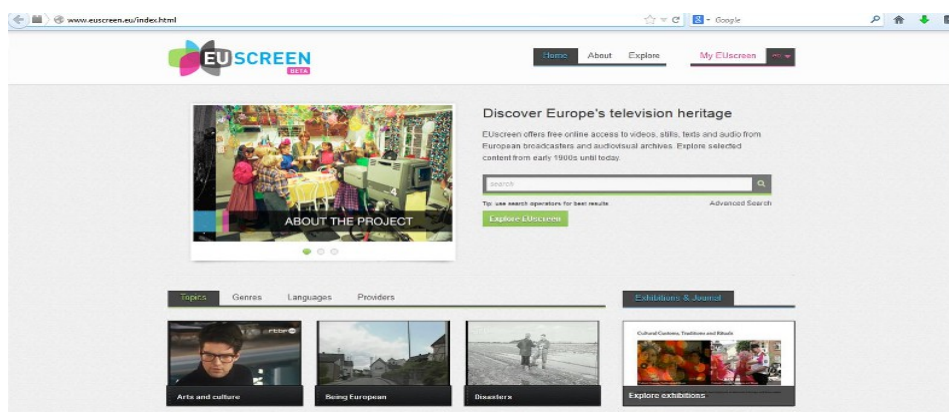 www.euscreen.eu/index.html
Google
EUSCREEN
BETA
Home About Explore My EUscreen
Discover Europe's television heritage
EUscreen offers free online access to videos, stills, texts and audio from
European broadcasters and audiovisual archives. Explore selected
content from early 1900s until today.
search
Tip: use search operators for best results
Advanced Search
Explore EUscreen
4
ABOUT THE PROJECT
Topics Genres Languages Providers
Exhibitions & Journal
Cultural Customs, Traditions and Rituals
Arts and culture
Being European
Disasters
Explore exhibitions